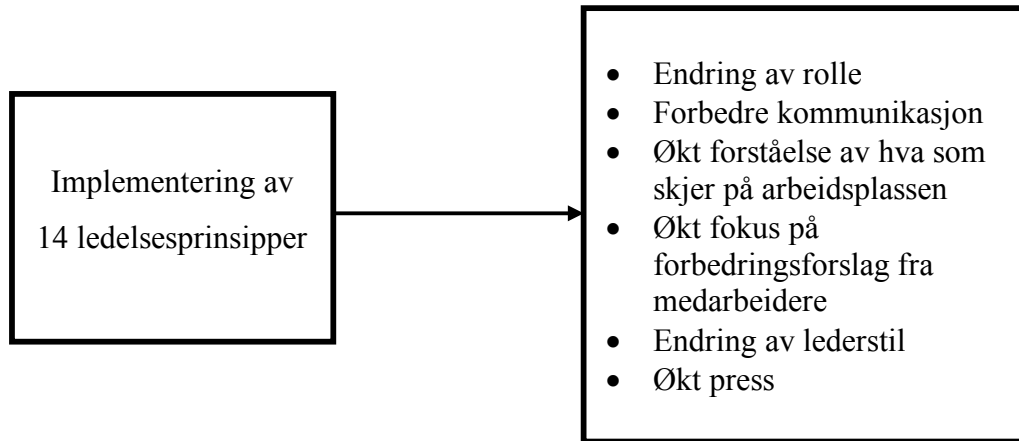 Implementering av
14 ledelsesprinsipper
• Endring av rolle
• Forbedre kommunikasjon
• Økt forståelse av hva som
skjer på arbeidsplassen
• Økt fokus på
forbedringsforslag fra
medarbeidere
• Endring av lederstil
• Økt press